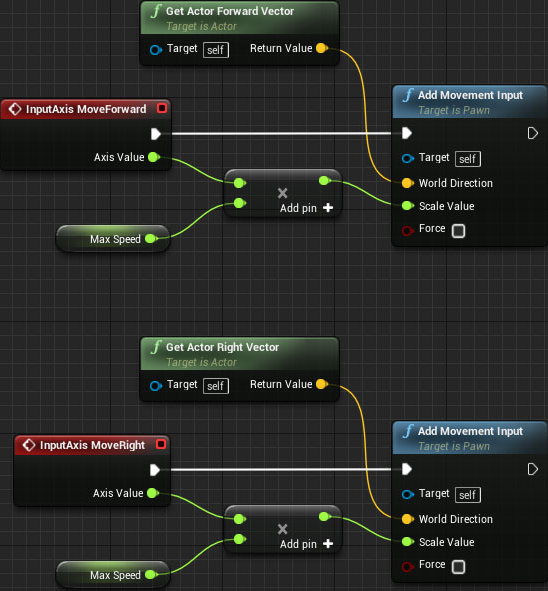 Get Actor Forward Vector
Target is Actor
Target self Return Value
InputAxis MoveForward
Axis Value
Max Speed
Add pin
Add Movement Input
Target is Pawn
Target self
World Direction
Scale Value
Force
Get Actor Right Vector
Target is Actor
Target self Return Value
InputAxis MoveRight
Axis Value
Max Speed
Add pin
Add Movement Input
Target is Pawn
Target self
World Direction
Scale Value
Force